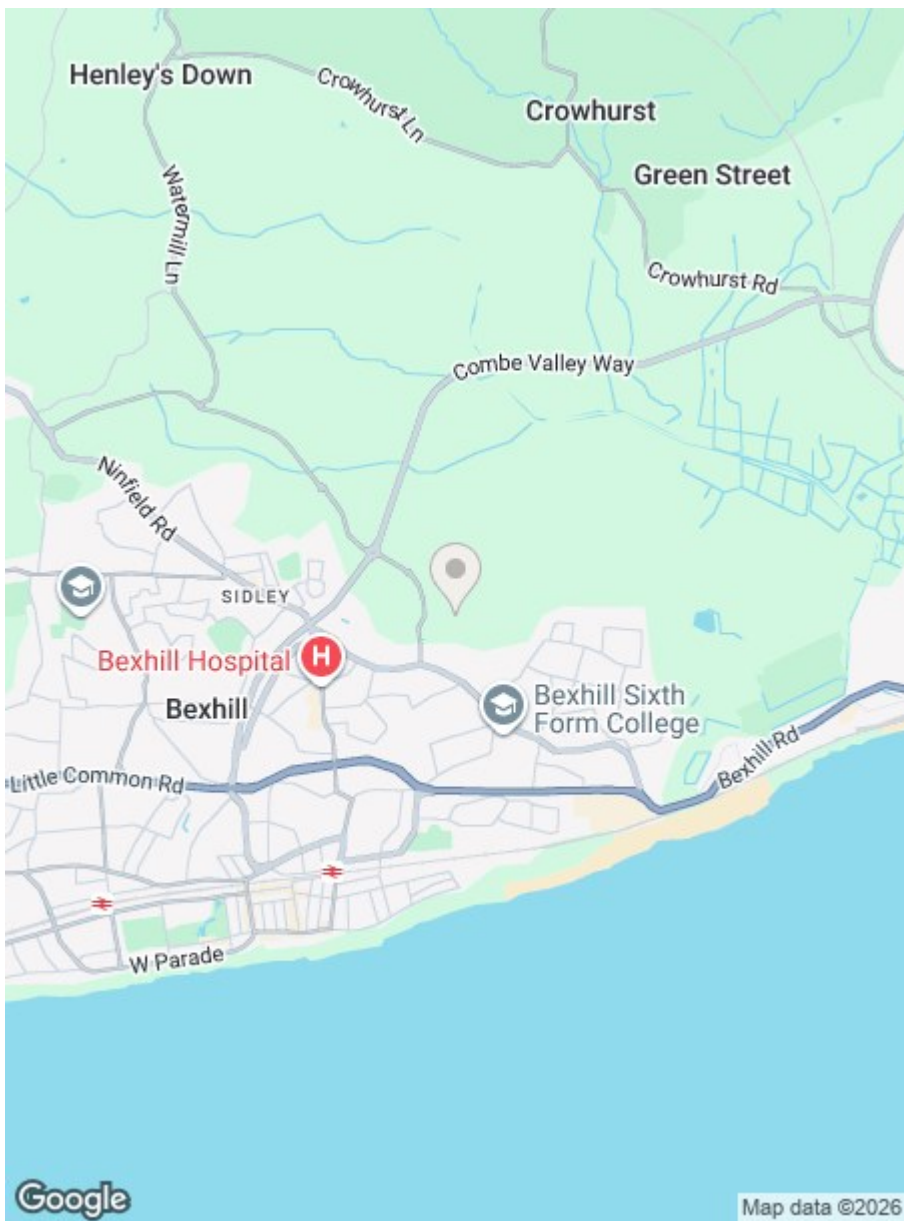 Henley's Down
Crowhurst Ln
Crowhurst
Green Street
Watermill Ln
Crowhurst Rd
Combe Valley Way
Ninfield Rd
SIDLEY
Bexhill Hospital
H
Bexhill
Bexhill Sixth
Form College
Little Common Rd
Bexhill Rd
W Parade
Google
Map data ©2026